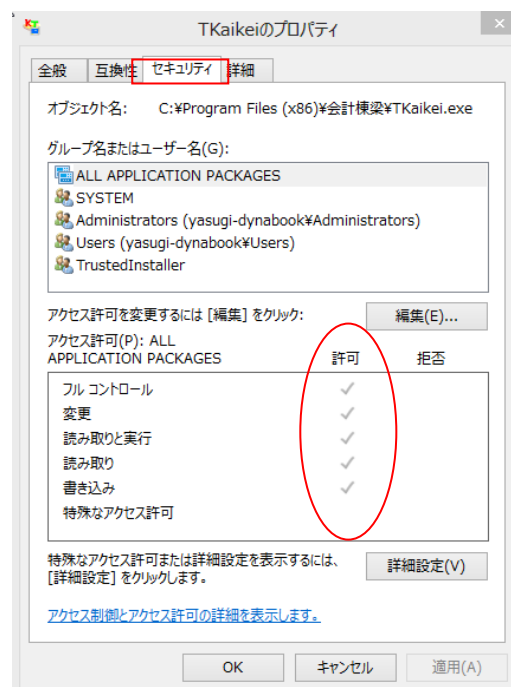 TKaikeiのプロパティ
全般 互換性 セキュリティ 詳細
オブジェクト名: C:¥Program Files (x86)¥会計棟梁¥TKaikei.exe
グループ名またはユーザー名(G):
ALL APPLICATION PACKAGES
SYSTEM
Administrators (yasugi-dynabook¥Administrators)
Users (yasugi-dynabook¥Users)
TrustedInstaller
アクセス許可を変更するには [編集] をクリック: 編集(E)...
アクセス許可(P): ALL
APPLICATION PACKAGES 許可 拒否
フル コントロール
変更
読み取りと実行
読み取り
書き込み
特殊なアクセス許可
特殊なアクセス許可または詳細設定を表示するには、 詳細設定(V)
[詳細設定] をクリックします。
アクセス制御とアクセス許可の詳細を表示します。
OK キャンセル 適用(A)